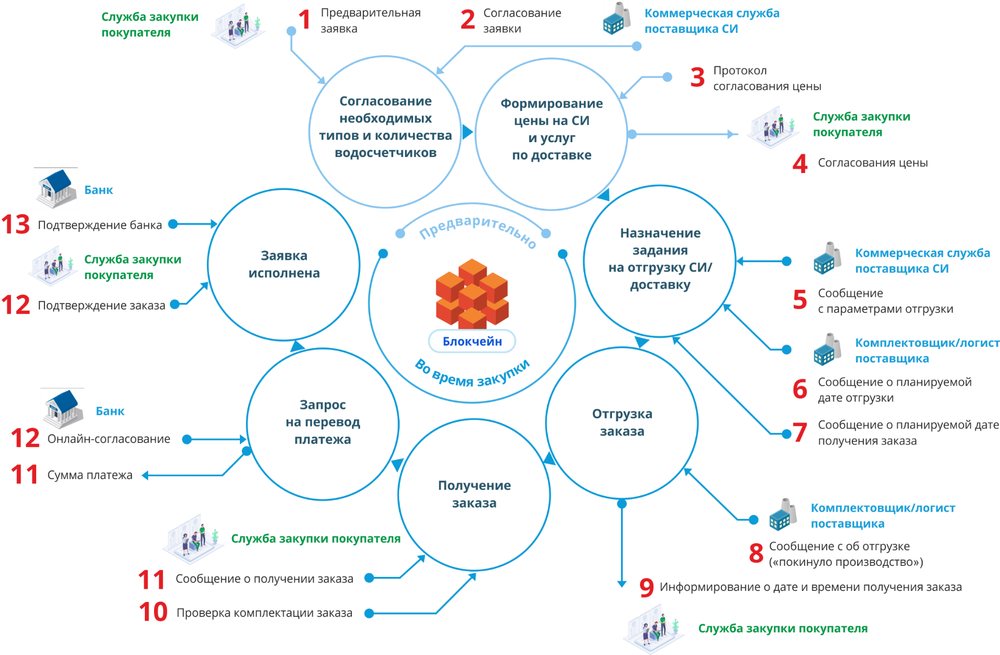 Служба закупки
покупателя
1
Предварительная
заявка
2
Согласование
заявки
Коммерческая служба
поставщика СИ
3
Протокол
согласования цены
Служба закупки
покупателя
4
Согласования цены
Согласование
необходимых
типов и количества
водосчетчиков
Формирование
цены на СИ
и услуг
по доставке
Банк
13
Подтверждение банка
Служба закупки
покупателя
12
Подтверждение заказа
Заявка
исполнена
Предварительно
Блокчейн
Во время закупки
Назначение
задания
на отгрузку СИ/
доставку
Коммерческая служба
поставщика СИ
5
Сообщение
с параметрами отгрузки
Комплектовщик/логист
поставщика
6
Сообщение о планируемой
дате отгрузки
7
Сообщение о планируемой дате
получения заказа
Банк
12
Онлайн-согласование
11
Сумма платежа
Запрос
на перевод
платежа
Отгрузка
заказа
Получение
заказа
Комплектовщик/логист
поставщика
8
Сообщение с об отгрузке
(«покинуло производство»)
9
Информирование о дате и времени получения заказа
Служба закупки покупателя
Служба закупки покупателя
11
Сообщение о получении заказа
10
Проверка комплектации заказа